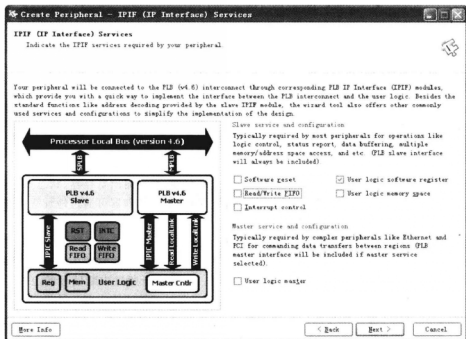 Create Peripheral - IPIF (IP Interface) Services
IPIF (IP Interface) Services
Indicate the IPIF services required by your peripheral.
Your peripheral will be connected to the PLB (v4.6) interconnect through corresponding PLB IP Interface (IPIF) modules,
which provide you with a quick way to implement the interface between the PLB interconnect and the user logic. Besides the
standard functions like address decoding provided by the slave IPIF module, the wizard tool also offers other commonly
used services and configurations to simplify the implementation of the design.
Processor Local Bus (version 4.6)
SPLB
MPLB
PLB v4.6
Slave
PLB v4.6
Master
RST
INTC
Read
FIFO
Write
FIFO
IPIC Slave
IPIC Master
Read LocalLink
Write LocalLink
Reg
Mem
User Logic
Master Cntlr
Slave service and configuration
Typically required by most peripherals for operations like
logic control, status report, data buffering, multiple
memory/address space access, and etc. (PLB slave interface
will always be included)
Software reset
User logic software register
Read/Write FIFO
User logic memory space
Interrupt control
Master service and configuration
Typically required by complex peripherals like Ethernet and
PCI for commanding data transfers between regions (PLB
master interface will be included if master service
selected).
User logic master
More Info
< Back
Next >
Cancel